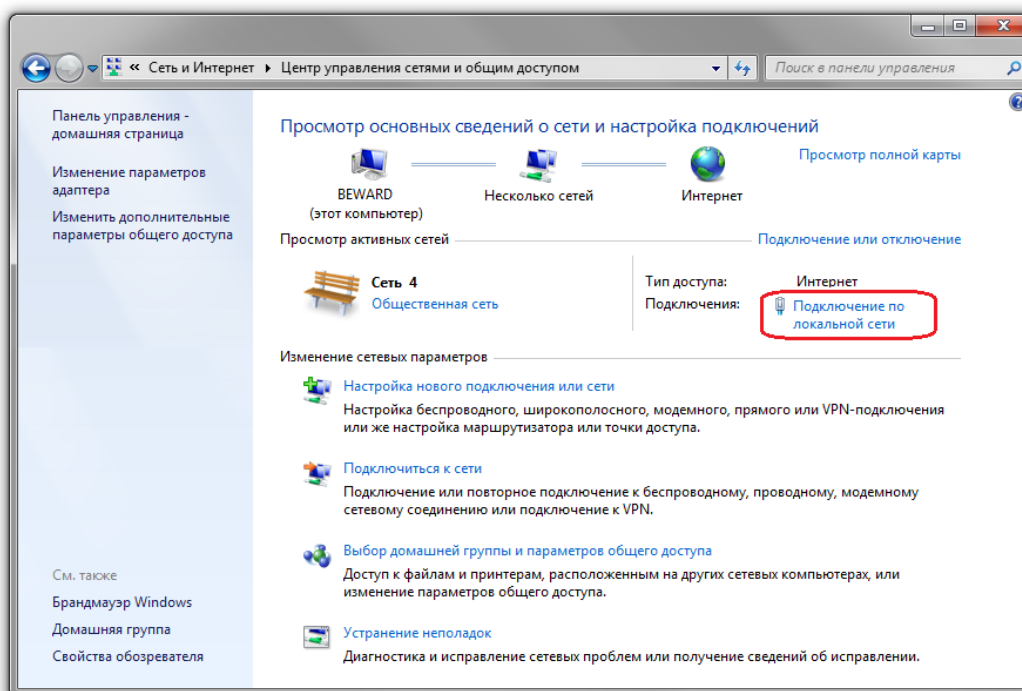 « Сеть и Интернет ▸ Центр управления сетями и общим доступом
Поиск в панели управления
Панель управления -
домашняя страница
Изменение параметров
адаптера
Изменить дополнительные
параметры общего доступа
Просмотр основных сведений о сети и настройка подключений
Просмотр полной карты
BEWARD
(этот компьютер)
Несколько сетей
Интернет
Просмотр активных сетей
Подключение или отключение
Сеть 4
Общественная сеть
Тип доступа: Интернет
Подключения: Подключение по
локальной сети
Изменение сетевых параметров
Настройка нового подключения или сети
Настройка беспроводного, широкополосного, модемного, прямого или VPN-подключения
или же настройка маршрутизатора или точки доступа.
Подключиться к сети
Подключение или повторное подключение к беспроводному, проводному, модемному
сетевому соединению или подключение к VPN.
Выбор домашней группы и параметров общего доступа
Доступ к файлам и принтерам, расположенным на других сетевых компьютерах, или
изменение параметров общего доступа.
Устранение неполадок
Диагностика и исправление сетевых проблем или получение сведений об исправлении.
См. также
Брандмауэр Windows
Домашняя группа
Свойства обозревателя